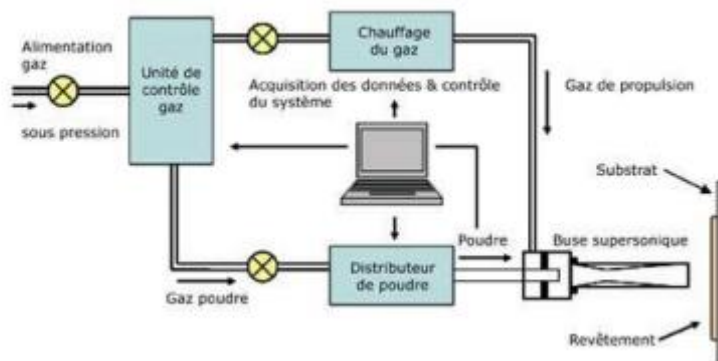 Alimentation
gaz
sous pression
Unité de
contrôle
gaz
Chauffage
du gaz
Acquisition des données & contrôle
du système
Gaz de propulsion
Substrat
Poudre
Buse supersonique
Distributeur
de poudre
Gaz poudre
Revêtement